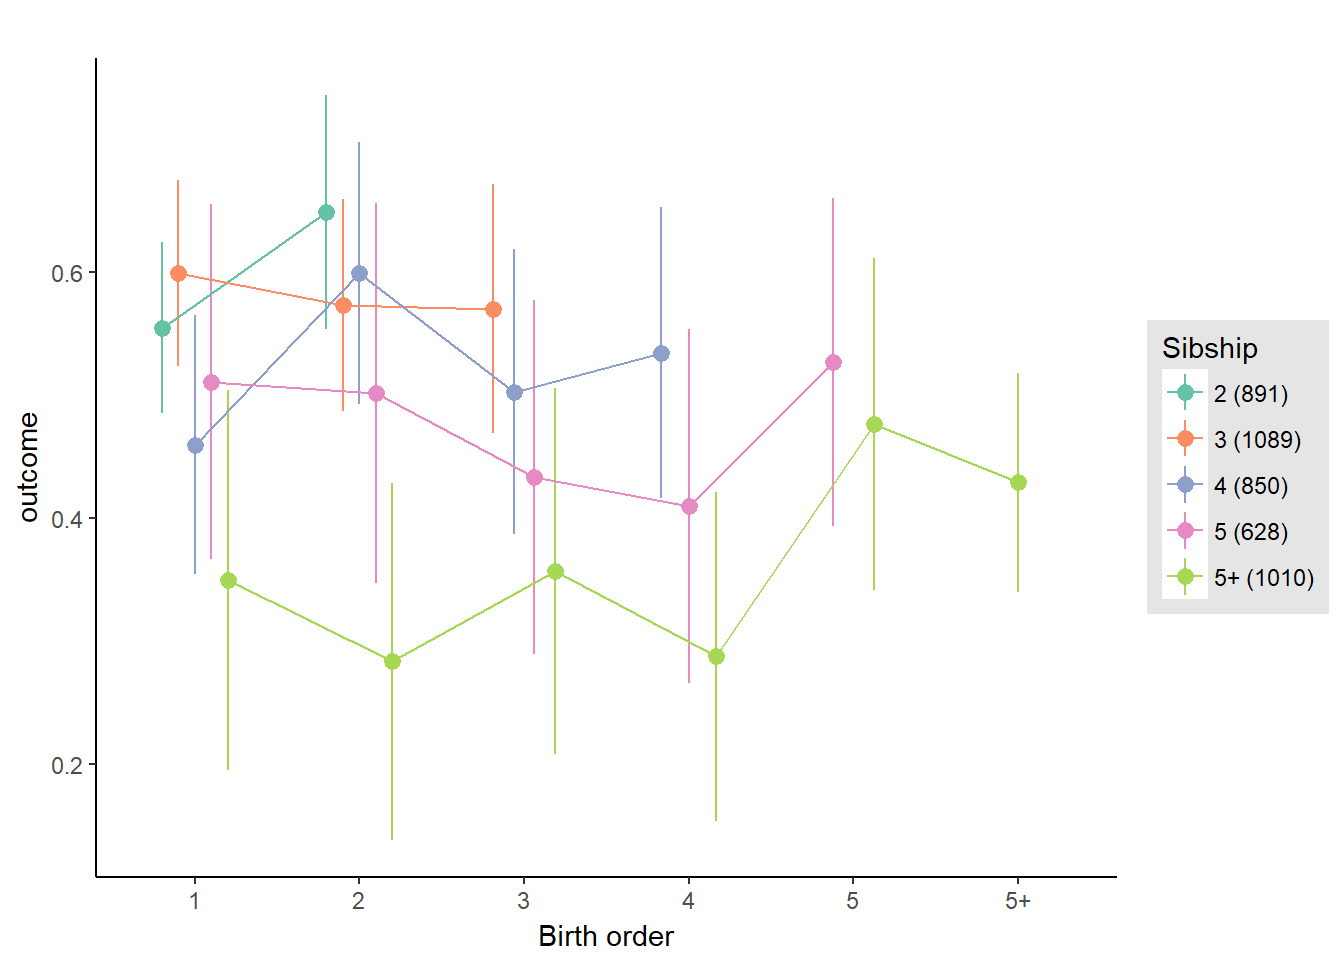 outcome
0.6
0.4
0.2
1 2 3 4 5 5+
Birth order
Sibship
2 (891)
3 (1089)
4 (850)
5 (628)
5+ (1010)